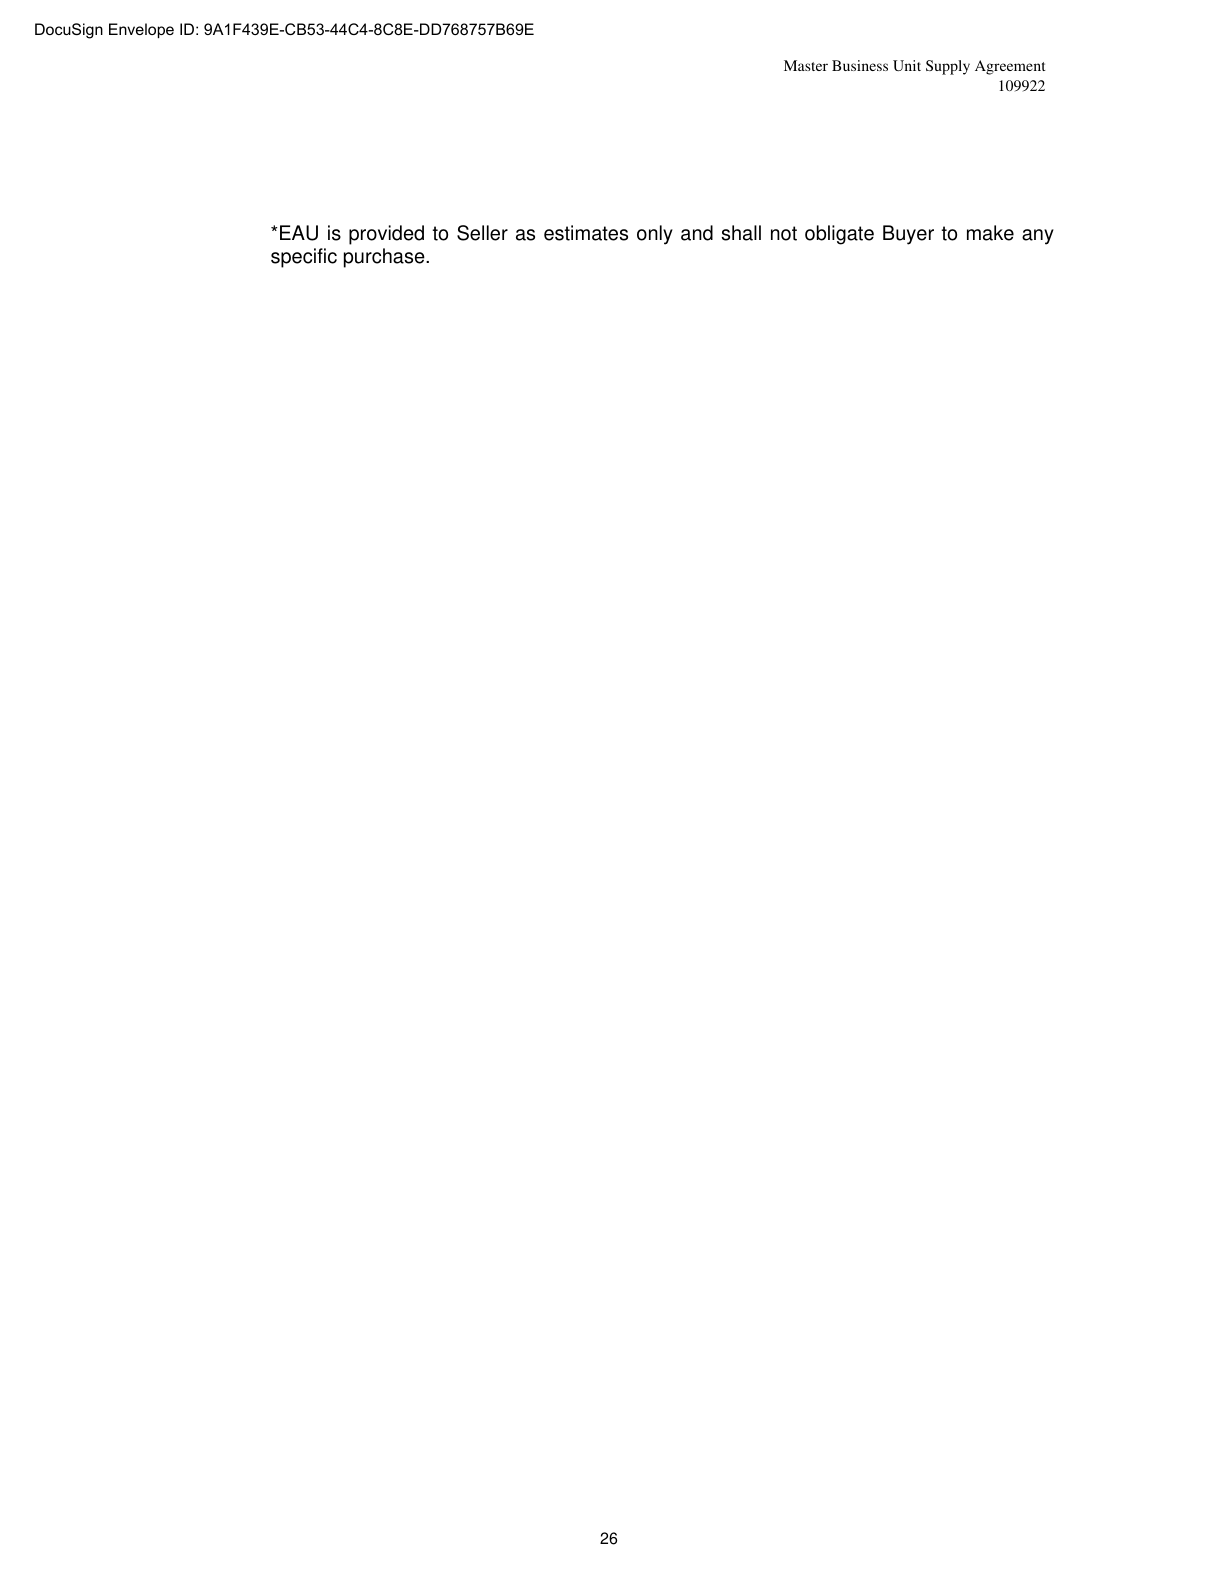 DocuSign Envelope ID: 9A1F439E-CB53-44C4-8C8E-DD768757B69E
Master Business Unit Supply Agreement
109922
*EAU is provided to Seller as estimates only and shall not obligate Buyer to make any
specific purchase.
26